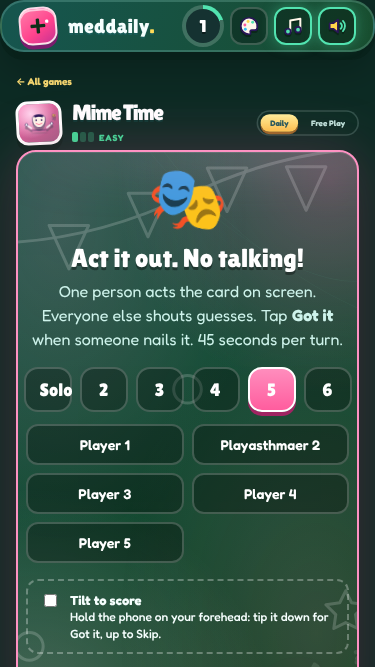 meddaily.
1
← All games
Mime Time
EASY
Daily
Free Play
Act it out. No talking!
One person acts the card on screen.
Everyone else shouts guesses. Tap Got it
when someone nails it. 45 seconds per turn.
Solo 2 3 4 5 6
Player 1
Playasthmaer 2
Player 3
Player 4
Player 5
Tilt to score
Hold the phone on your forehead: tip it down for
Got it, up to Skip.